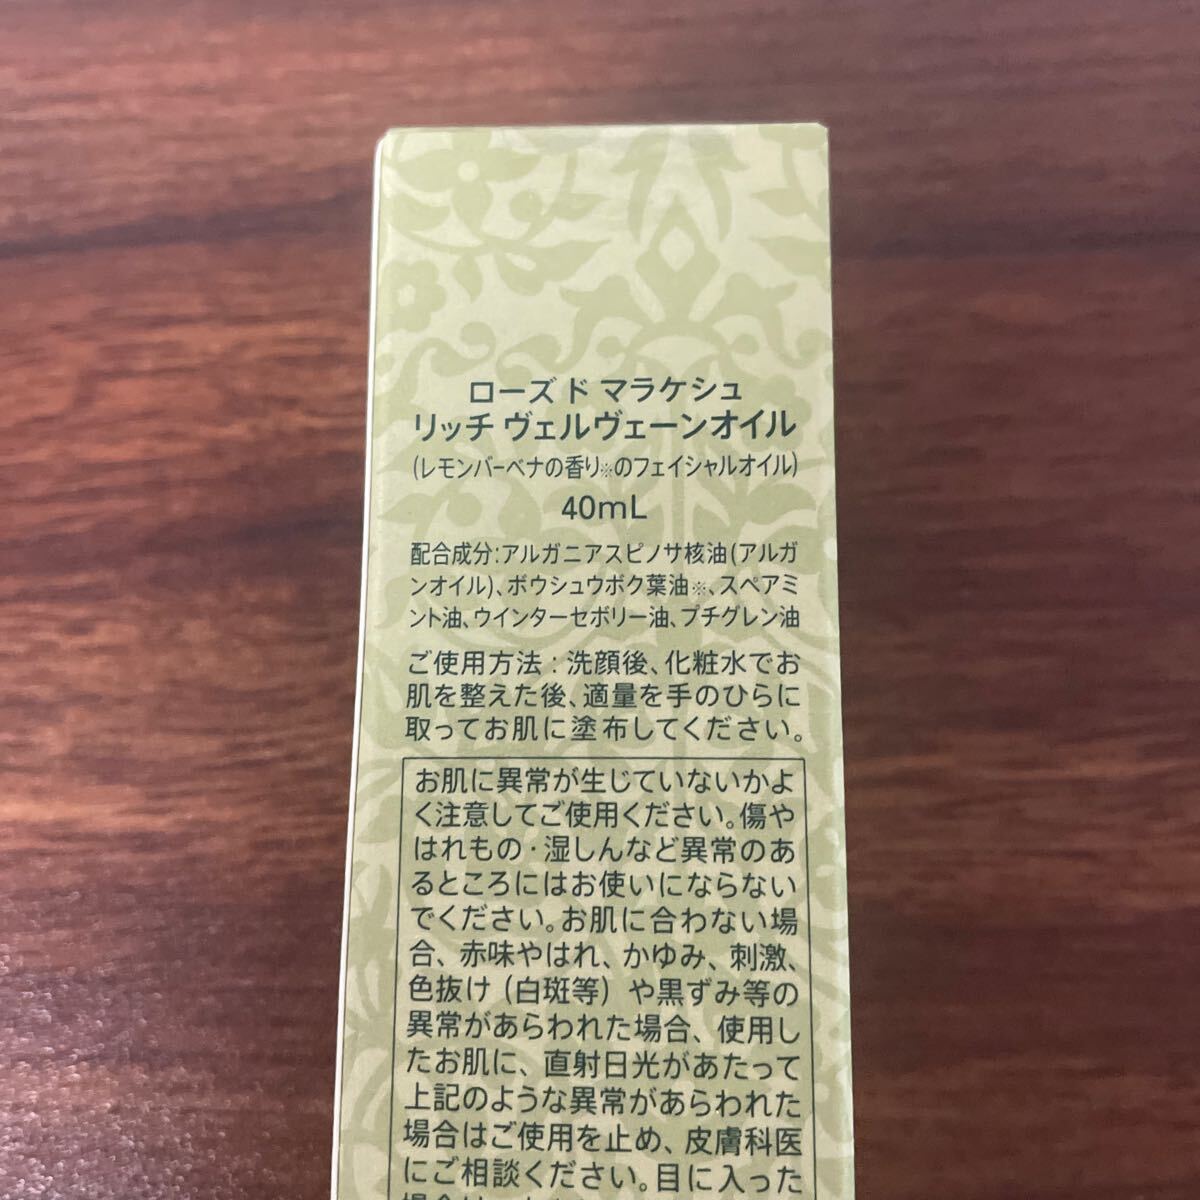 ローズ ド マラケシュ
リッチ ヴェルヴェーンオイル
(レモンバーベナの香り※のフェイシャルオイル)
40mL
配合成分:アルガニアスピノサ核油(アルガ
ンオイル)、ボウシュウボク葉油※、スペアミ
ント油、ウインターセボリー油、プチグレン油
ご使用方法:洗顔後、化粧水でお
肌を整えた後、適量を手のひらに
取ってお肌に塗布してください。
お肌に異常が生じていないかよ
く注意してご使用ください。傷や
はれもの・湿しんなど異常のあ
るところにはお使いにならない
でください。お肌に合わない場
合、赤味やはれ、かゆみ、刺激、
色抜け(白斑等)や黒ずみ等の
異常があらわれた場合、使用し
たお肌に、直射日光があたって
上記のような異常があらわれた
場合はご使用を止め、皮膚科医
にご相談ください。目に入った